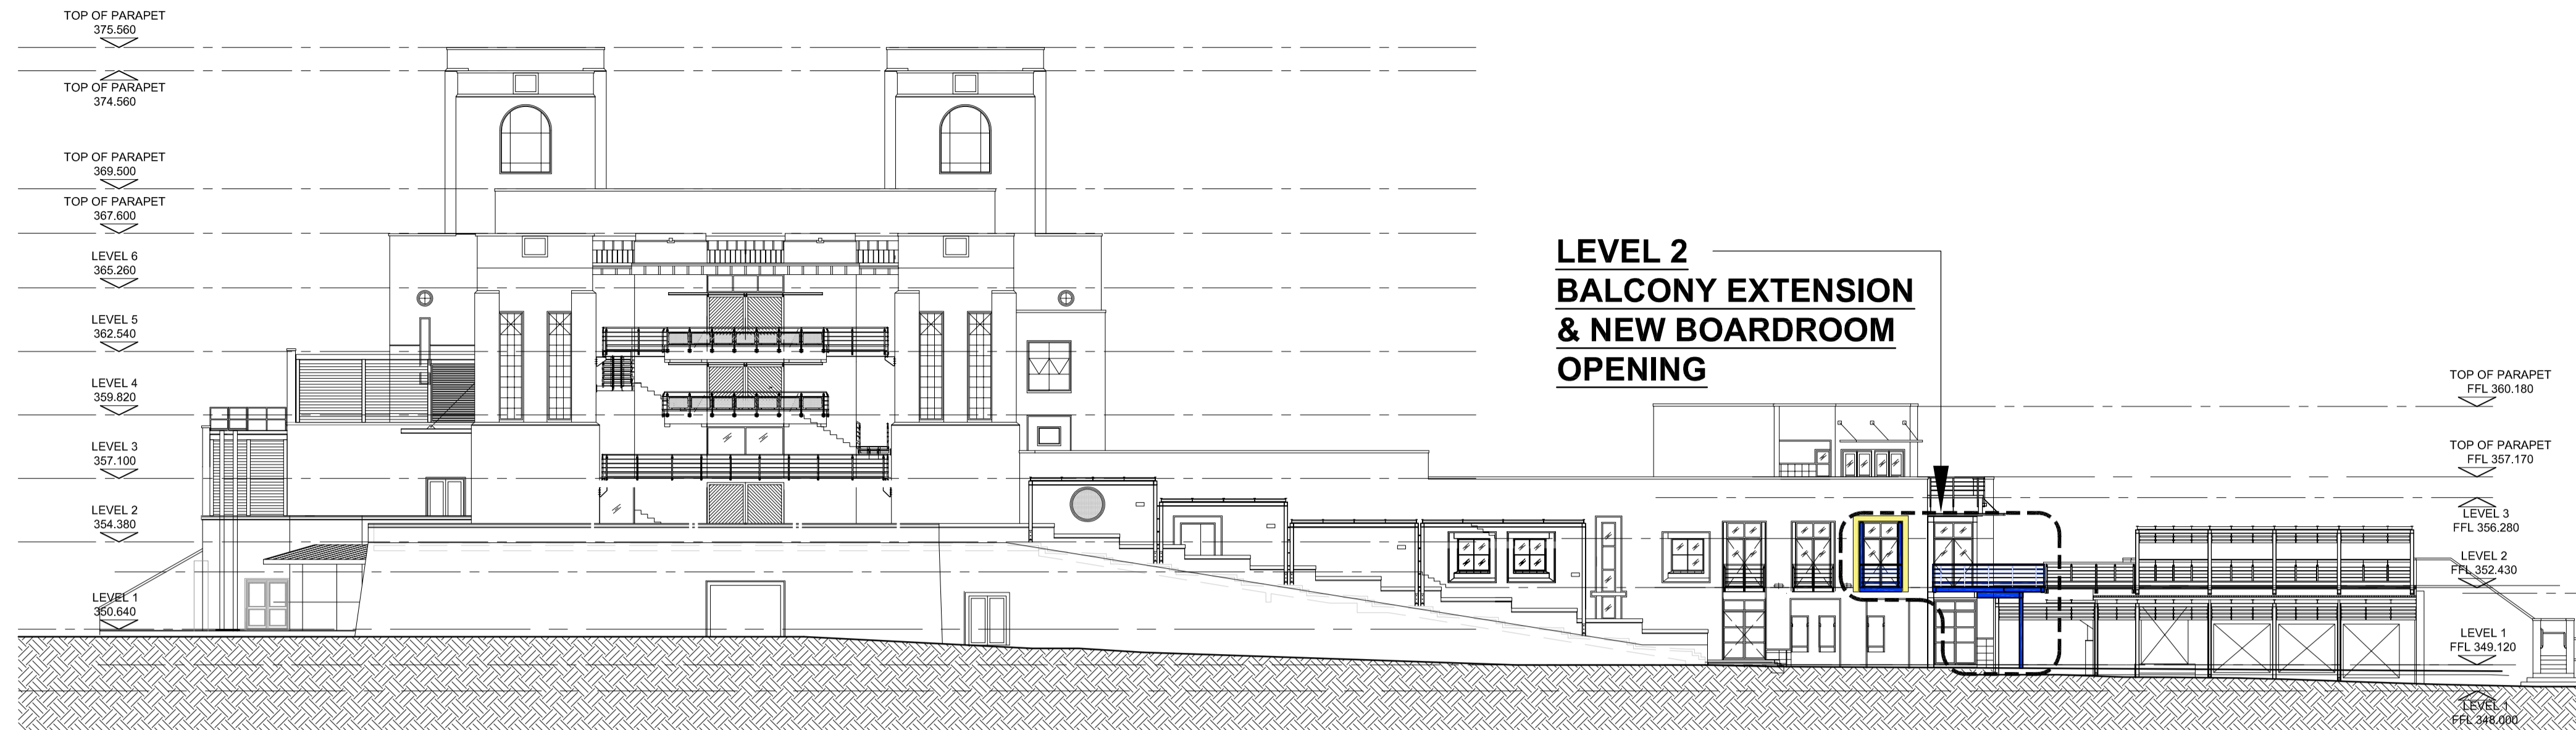 TOP OF PARAPET
375.560
TOP OF PARAPET
374.560
TOP OF PARAPET
369.500
TOP OF PARAPET
367.600
LEVEL 6
365.260
LEVEL 5
362.540
LEVEL 4
359.820
LEVEL 3
357.100
LEVEL 2
354.380
LEVEL 1
350.640
LEVEL 2
BALCONY EXTENSION
& NEW BOARDROOM
OPENING
TOP OF PARAPET
FFL 360.180
TOP OF PARAPET
FFL 357.170
LEVEL 3
FFL 356.280
LEVEL 2
FFL 352.430
LEVEL 1
FFL 349.120
LEVEL 1
FFL 348.000